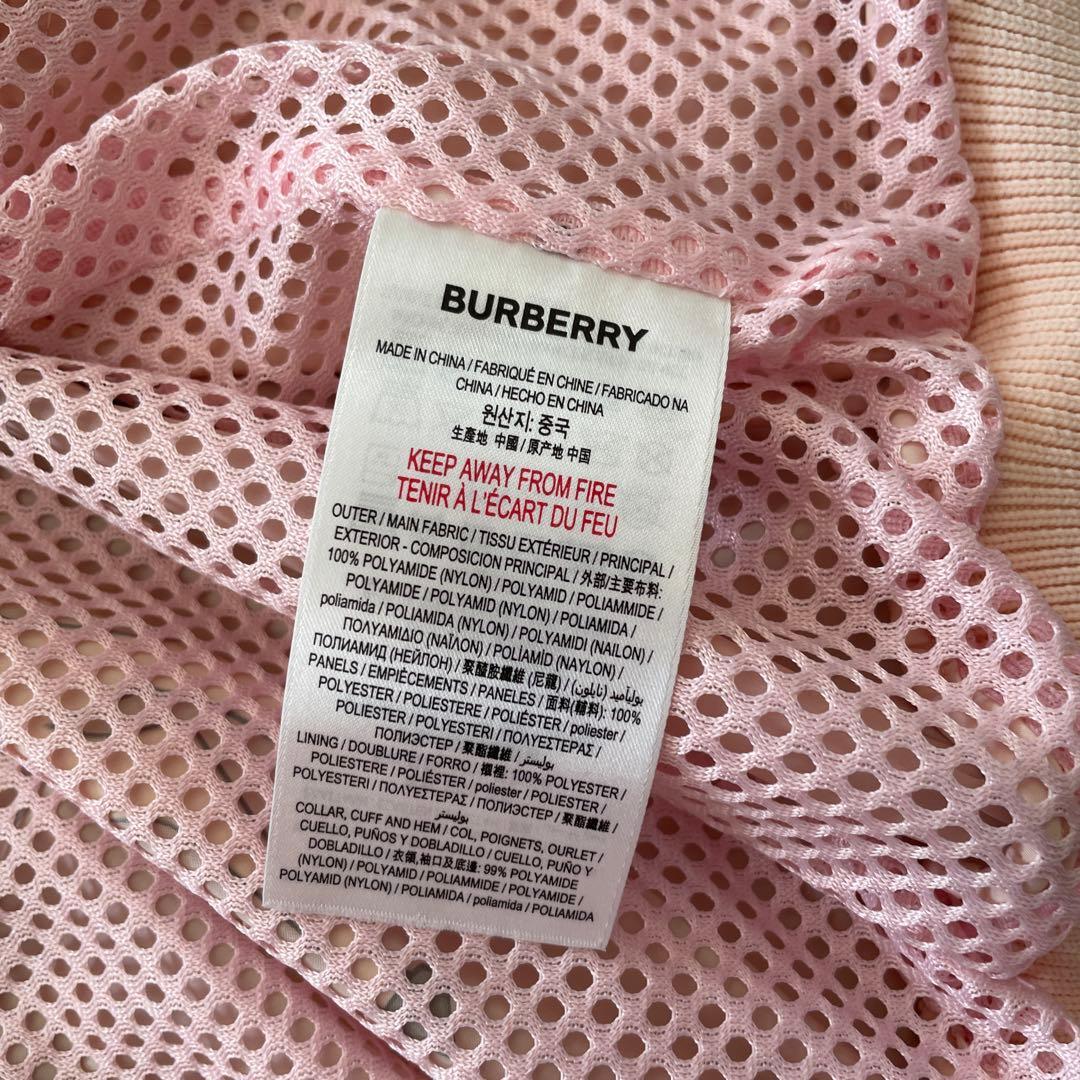 BURBERRY
MADE IN CHINA / FABRIQUÉ EN CHINE / FABRICADO NA
CHINA / HECHO EN CHINA
원산지: 중국
生產地 中國 / 原产地 中国
KEEP AWAY FROM FIRE
TENIR À L'ÉCART DU FEU
OUTER / MAIN FABRIC / TISSU EXTÉRIEUR / PRINCIPAL /
EXTERIOR - COMPOSICION PRINCIPAL / 外部/主要布料:
100% POLYAMIDE (NYLON) / POLYAMID / POLIAMMIDE /
POLYAMIDE / POLYAMID (NYLON) / POLIAMIDA /
poliamida / POLIAMIDA (NYLON) / POLYAMIDI (NAILON) /
ΠΟΛΥΑΜΙΔΙΟ (ΝΑΪΛΟΝ) / POLÍAMÍD (NAYLON) /
ПОЛИАМИД (НЕЙЛОН) / 聚醯胺纖維 (尼龍) / بولياميد (نايلون)
PANELS / EMPIÈCEMENTS / PANELES / 面料(輔料): 100%
POLYESTER / POLIESTERE / POLIÉSTER / poliester /
POLIESTER / POLYESTERI / ΠΟΛΥΕΣΤΕΡΑΣ /
ПОЛИЭСТЕР / 聚酯纖維 / بوليستر
LINING / DOUBLURE / FORRO / 襯裡: 100% POLYESTER /
POLIESTERE / POLIÉSTER / poliester / POLIESTER /
POLYESTERI / ΠΟΛΥΕΣΤΕΡΑΣ / ПОЛИЭСТЕР / 聚酯纖維 /
بوليستر
COLLAR, CUFF AND HEM / COL, POIGNETS, OURLET /
CUELLO, PUÑOS Y DOBLADILLO / CUELLO, PUÑO Y
DOBLADILLO / 衣領,袖口及底邊: 99% POLYAMIDE
(NYLON) / POLYAMID / POLIAMMIDE / POLYAMIDE /
POLYAMID (NYLON) / POLIAMIDA / poliamida / POLIAMIDA